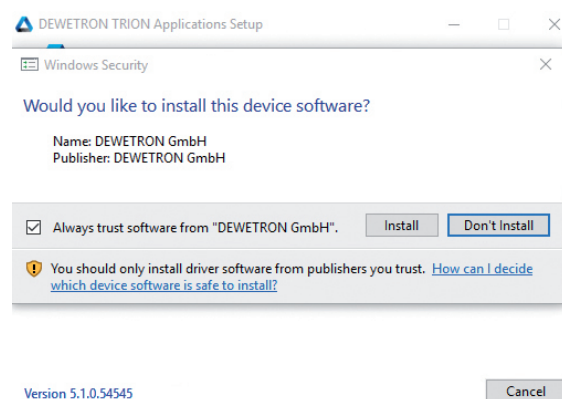 DEWETRON TRION Applications Setup
Windows Security
Would you like to install this device software?
Name: DEWETRON GmbH
Publisher: DEWETRON GmbH
Always trust software from "DEWETRON GmbH".
Install
Don't Install
You should only install driver software from publishers you trust. How can I decide
which device software is safe to install?
Version 5.1.0.54545
Cancel